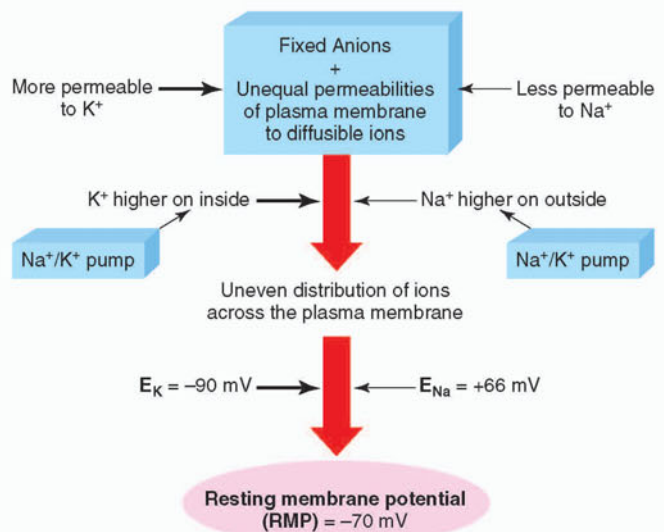 Fixed Anions
+
Unequal permeabilities
of plasma membrane
to diffusible ions
More permeable
to K⁺
Less permeable
to Na⁺
K⁺ higher on inside
Na⁺ higher on outside
Na⁺/K⁺ pump
Na⁺/K⁺ pump
Uneven distribution of ions
across the plasma membrane
E_K = –90 mV
E_Na = +66 mV
Resting membrane potential
(RMP) = –70 mV